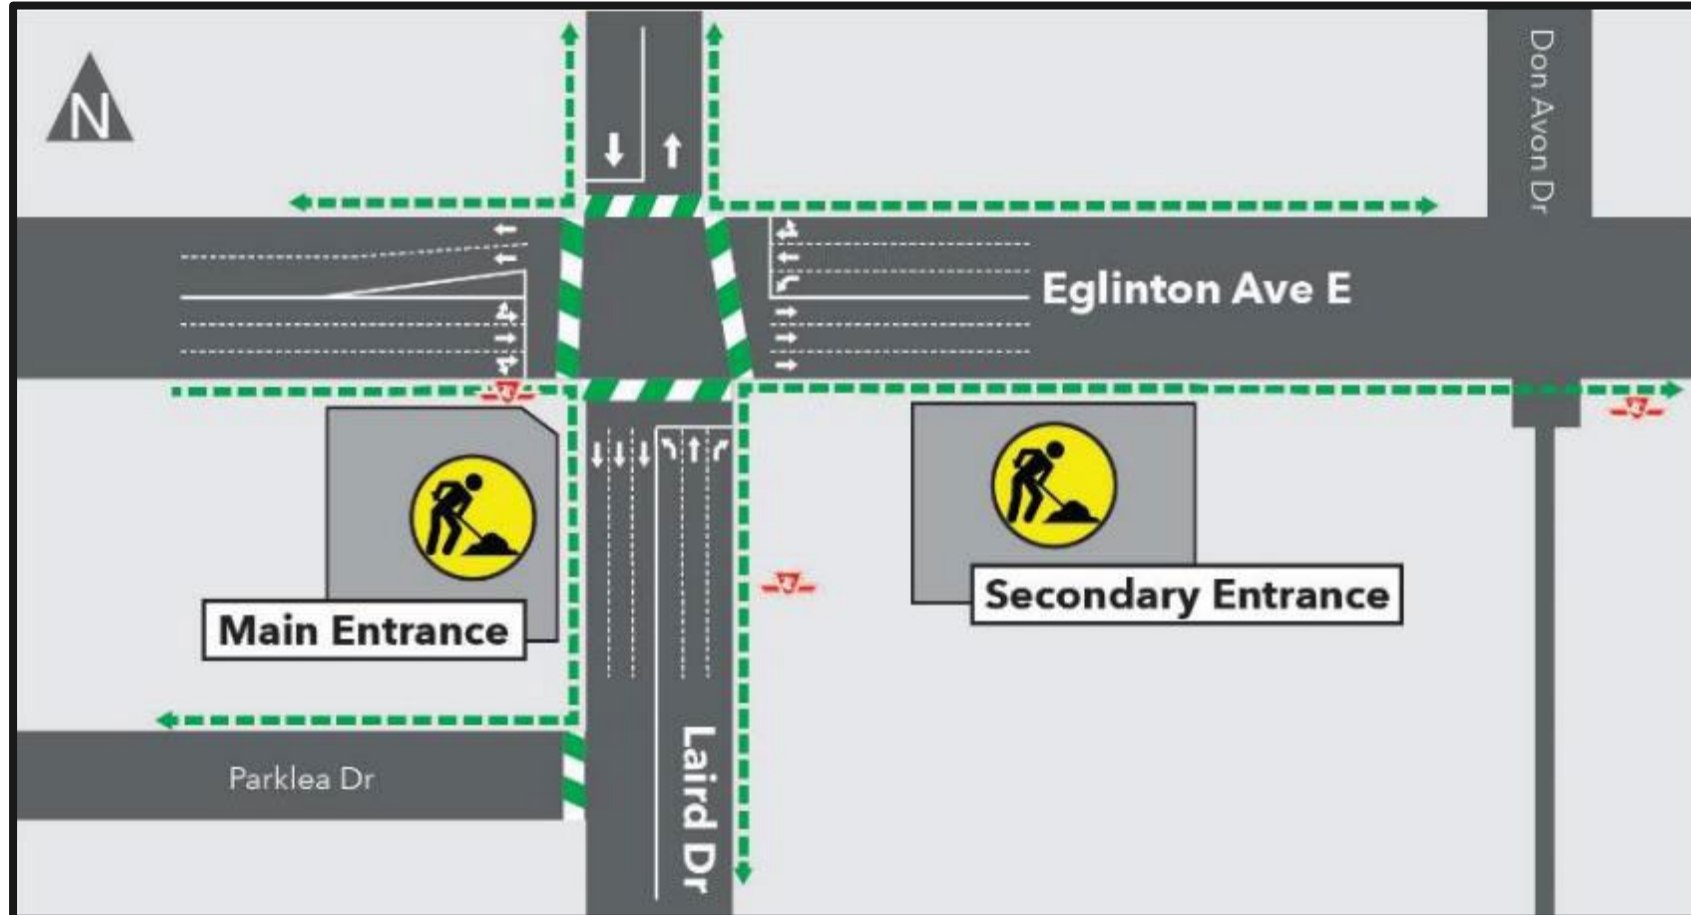 N
Don Avon Dr
Eglinton Ave E
Main Entrance
Secondary Entrance
Laird Dr
Parklea Dr